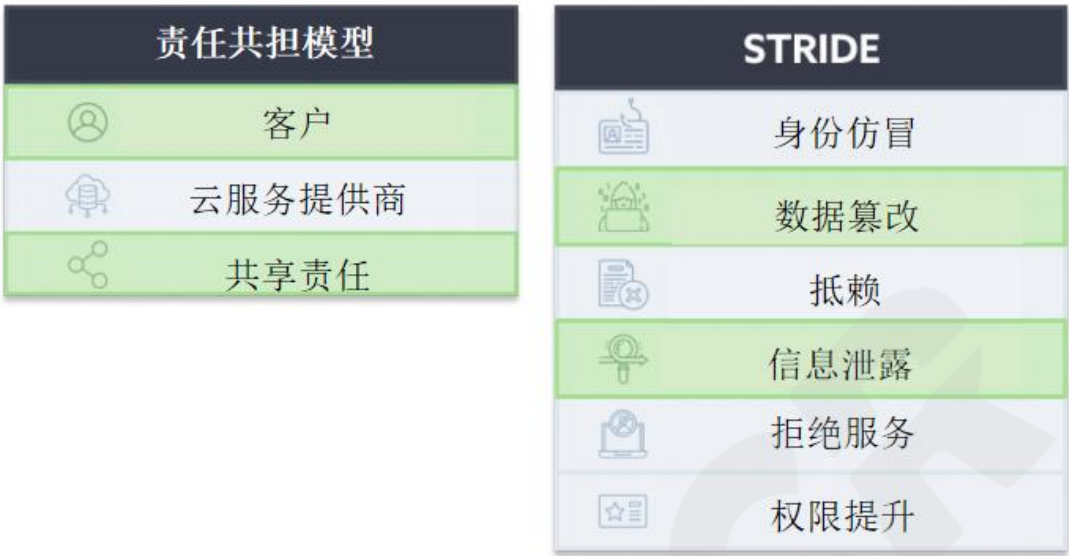 责任共担模型
客户
云服务提供商
共享责任
STRIDE
身份仿冒
数据篡改
抵赖
信息泄露
拒绝服务
权限提升